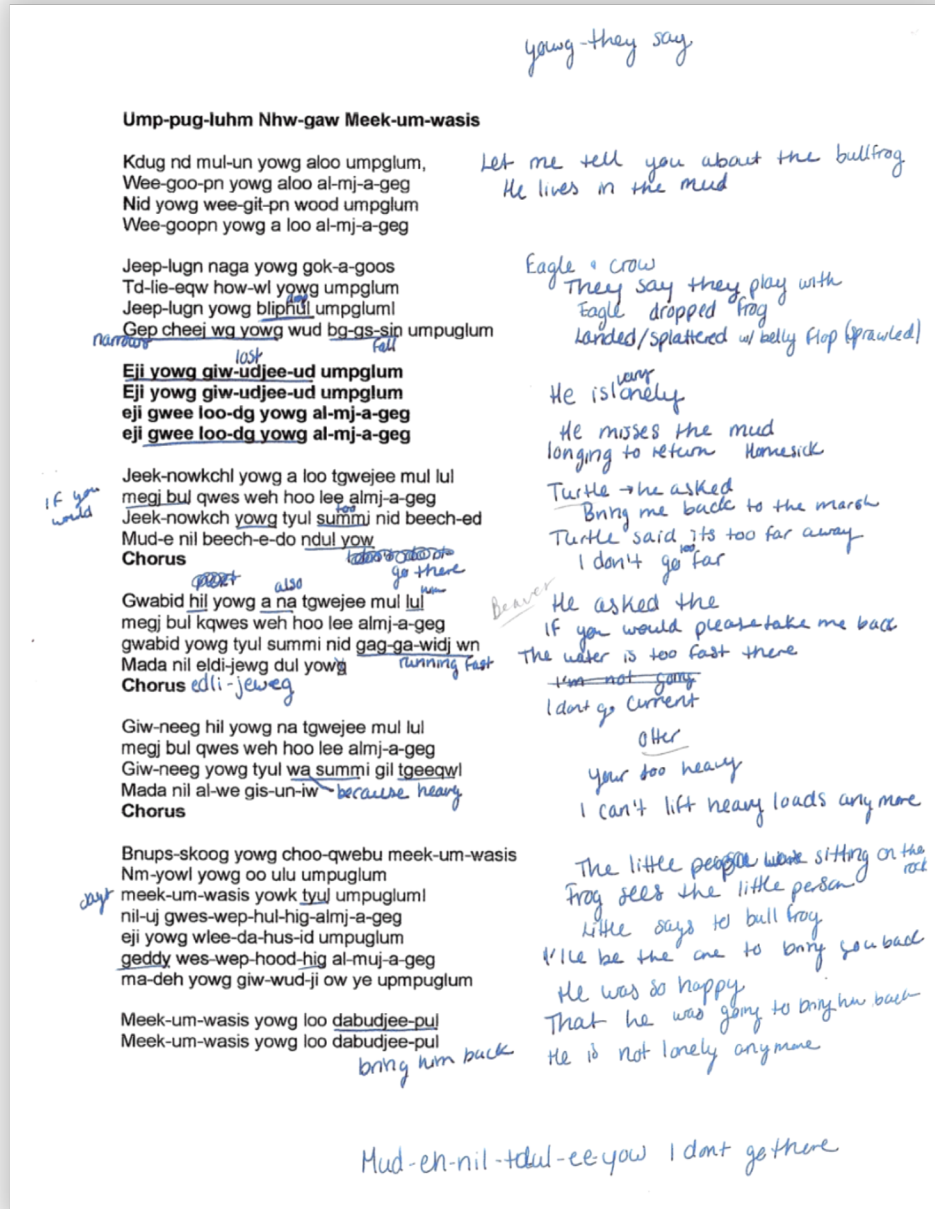 yowg-they say
Ump-pug-luhm Nhw-gaw Meek-um-wasis
Kdug nd mul-un yowg aloo umpglum, Let me tell you about the bullfrog
Wee-goo-pn yowg aloo al-mj-a-geg He lives in the mud
Nid yowg wee-git-pn wood umpglum
Wee-goopn yowg a loo al-mj-a-geg
Jeep-lugn naga yowg gok-a-goos Eagle & crow
Td-lie-eqw how-wl yowg umpglum They say they play with
drop
Jeep-lugn yowg bliphul umpgluml Eagle dropped frog
Gep cheej wg yowg wud bg-gs-sip umpuglum Landed/splattered w/ belly flop (sprawled)
narrows fall
lost
Eji yowg giw-udjee-ud umpglum
Eji yowg giw-udjee-ud umpglum He is very lonely
eji gwee loo-dg yowg al-mj-a-geg
eji gwee loo-dg yowg al-mj-a-geg He misses the mud
longing to return Homesick
Jeek-nowkchl yowg a loo tgwejee mul lul
If you would megj bul qwes weh hoo lee almj-a-geg Turtle → he asked
too
Jeek-nowkch yowg tyul summi nid beech-ed Bring me back to the marsh
Mud-e nil beech-e-do ndul yow Turtle said its too far away
Chorus I don't go too far
go there
also him
Gwabid hil yowg a na tgwejee mul lul Beaver He asked the
megj bul kqwes weh hoo lee almj-a-geg If you would please take me back
gwabid yowg tyul summi nid gag-ga-widj wn The water is too fast there
Mada nil eldi-jewg dul yowg running fast
I'm not going
Chorus edli-jeweg I dont go current
Giw-neeg hil yowg na tgwejee mul lul
megj bul qwes weh hoo lee almj-a-geg Otter
Giw-neeg yowg tyul wa summi gil tgeeqwl your too heavy
Mada nil al-we gis-un-iw because heavy I can't lift heavy loads anymore
Chorus
Bnups-skoog yowg choo-qwebu meek-um-wasis The little people sitting on the rock
Nm-yowl yowg oo ulu umpuglum Frog sees the little person
says meek-um-wasis yowk tyul umpugluml Little says to bull frog
nil-uj gwes-wep-hul-hig-almj-a-geg I'lle be the one to bring you back
eji yowg wlee-da-hus-id umpuglum
geddy wes-wep-hood-hig al-muj-a-geg He was so happy
ma-deh yowg giw-wud-ji ow ye upmpuglum That he was going to bring him back
Meek-um-wasis yowg loo dabudjee-pul
Meek-um-wasis yowg loo dabudjee-pul He is not lonely anymore
bring him back
Mud-eh-nil-tdul-ee-yow I dont go there